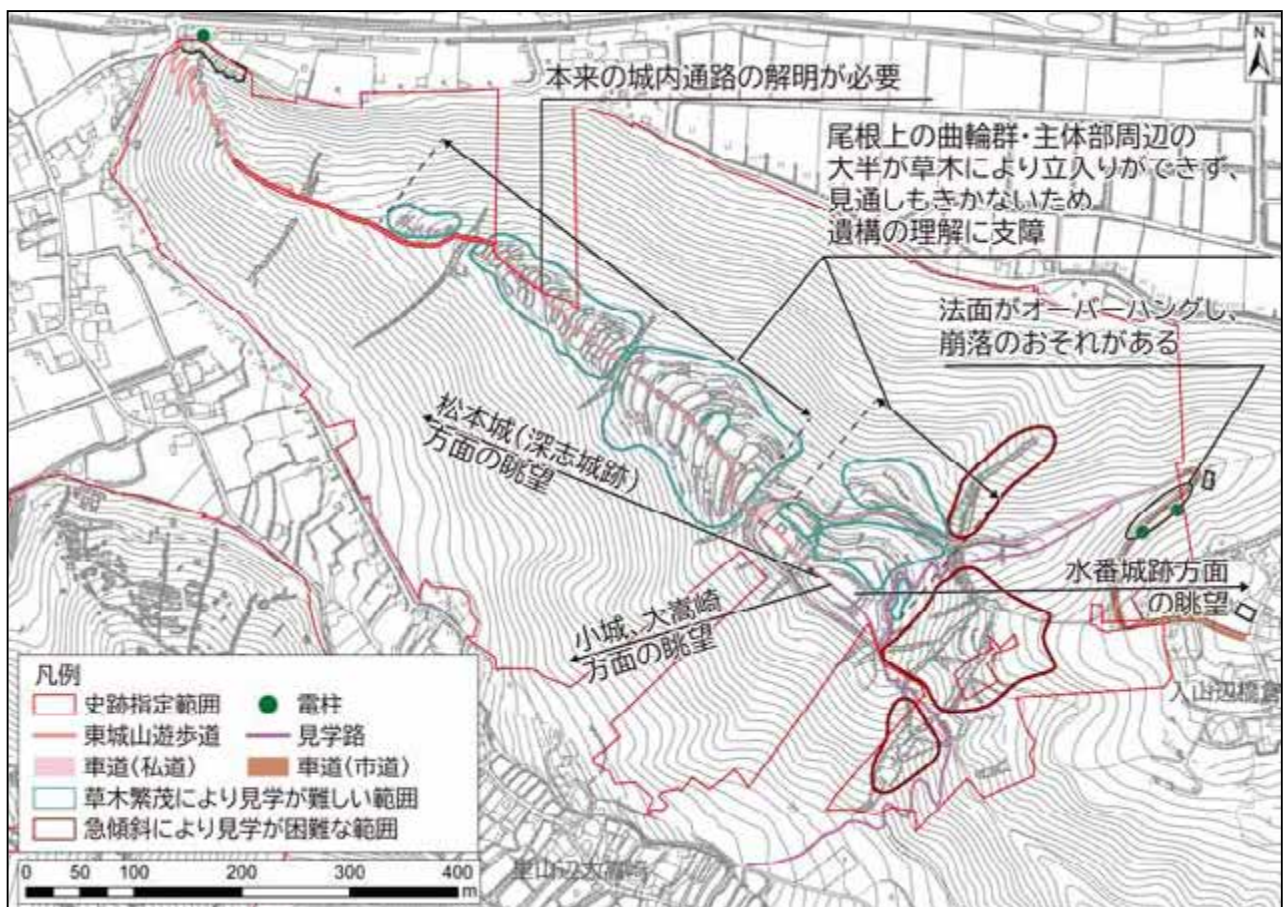 N
本来の城内通路の解明が必要
尾根上の曲輪群・主体部周辺の
大半が草木により立入りができず、
見通しもきかないため
遺構の理解に支障
法面がオーバーハングし、
崩落のおそれがある
松本城(深志城跡)
方面の眺望
水番城跡方面
の眺望
小城、大嵩崎
方面の眺望
入山辺橋倉
里山辺大嵩崎
凡例
史跡指定範囲
電柱
東城山遊歩道
見学路
車道(私道)
車道(市道)
草木繁茂により見学が難しい範囲
急傾斜により見学が困難な範囲
0 50 100 200 300 400
m